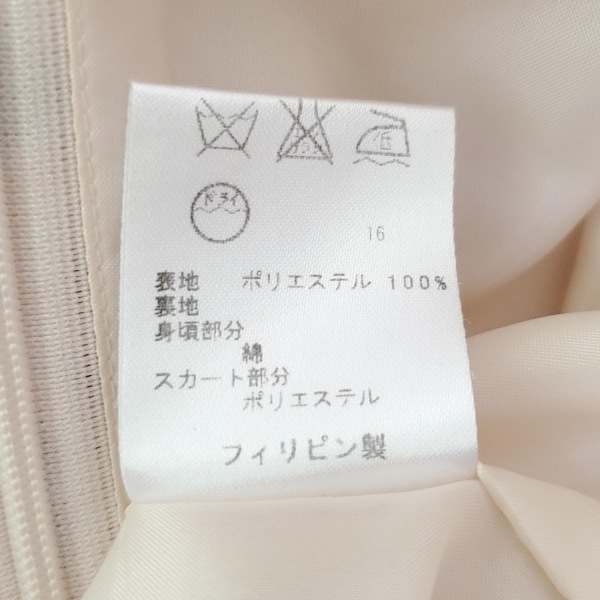 低
ドライ
16
表地 ポリエステル 100%
裏地
身頃部分
綿
スカート部分
ポリエステル
フィリピン製